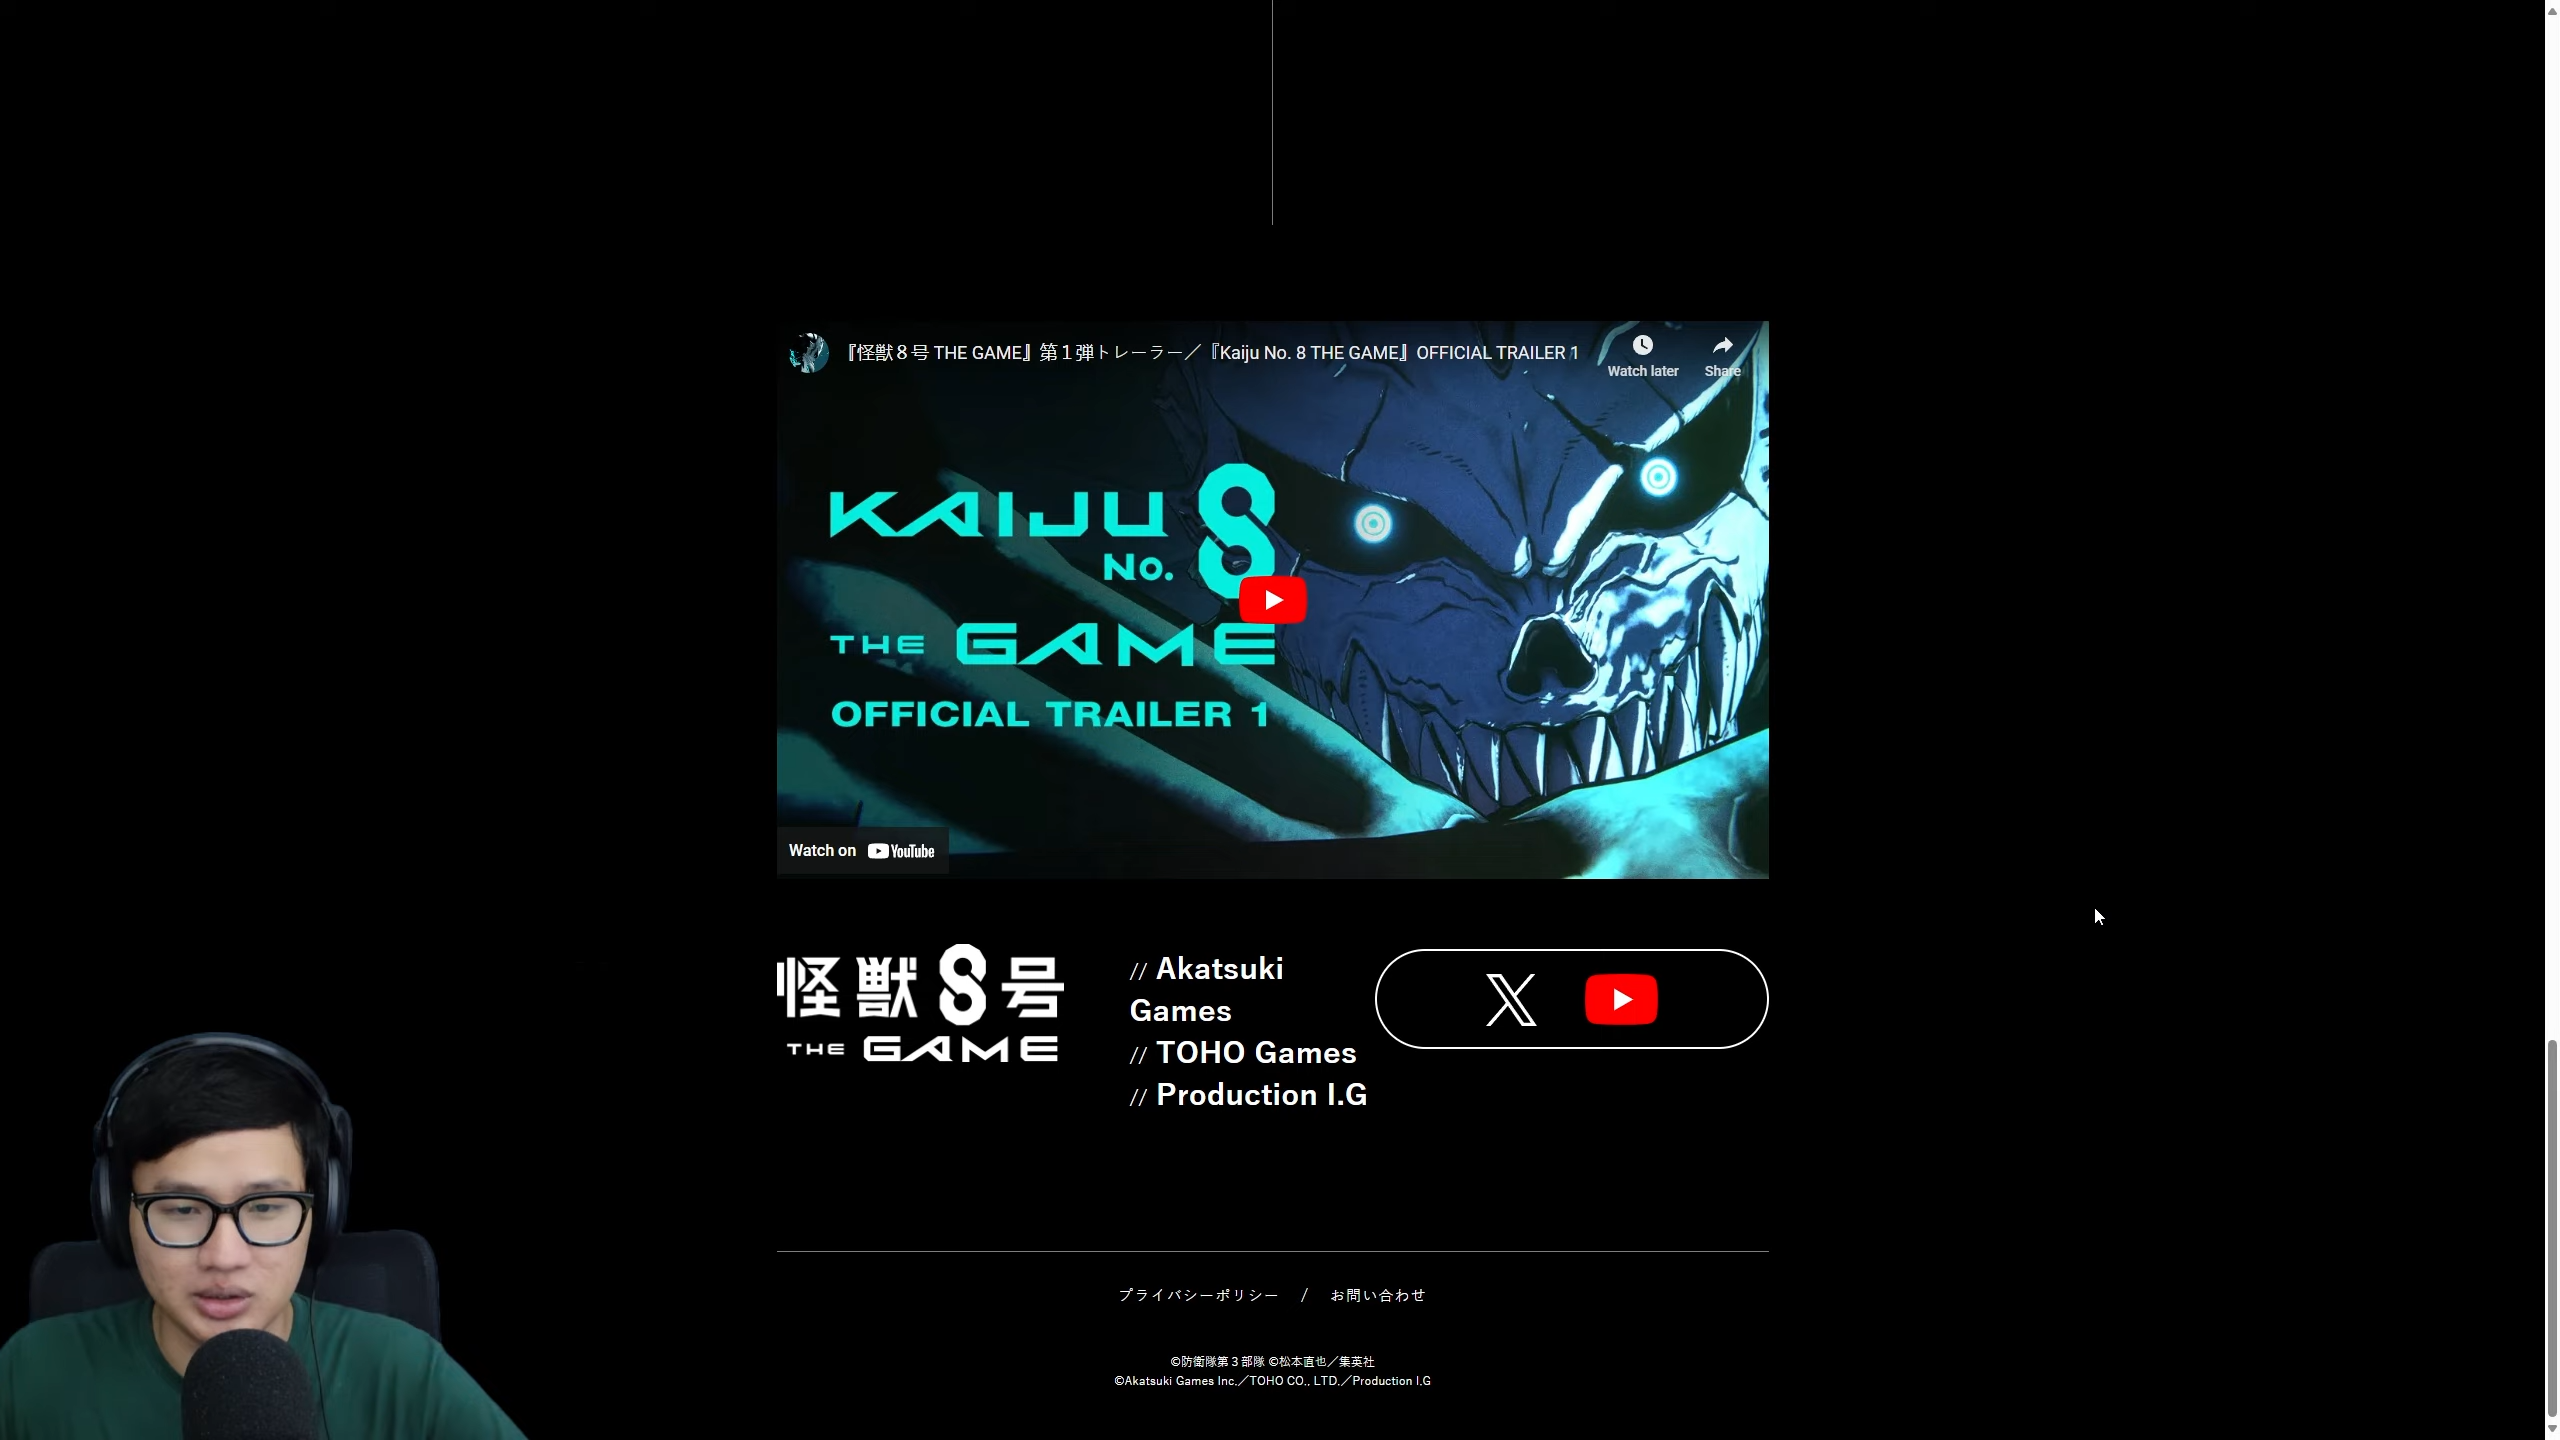 『怪獣８号 THE GAME』第１弾トレーラー／『Kaiju No. 8 THE GAME』OFFICIAL TRAILER 1
Watch later
Share
KAIJU No. 8
THE GAME
OFFICIAL TRAILER 1
Watch on YouTube
怪獣8号
THE GAME
// Akatsuki
Games
// TOHO Games
// Production I.G
プライバシーポリシー / お問い合わせ
©防衛隊第３部隊 ©松本直也／集英社
©Akatsuki Games Inc.／TOHO CO., LTD.／Production I.G